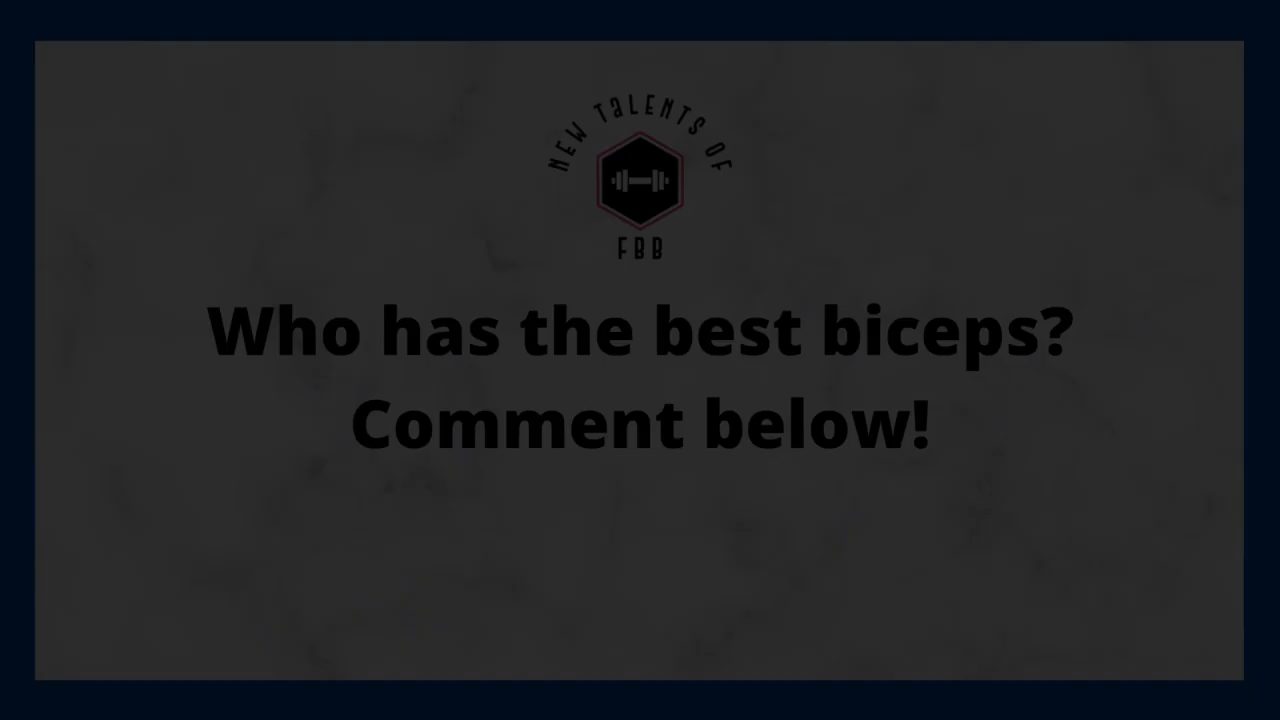 NEW TaLENTS OF
FBB
Who has the best biceps?
Comment below!